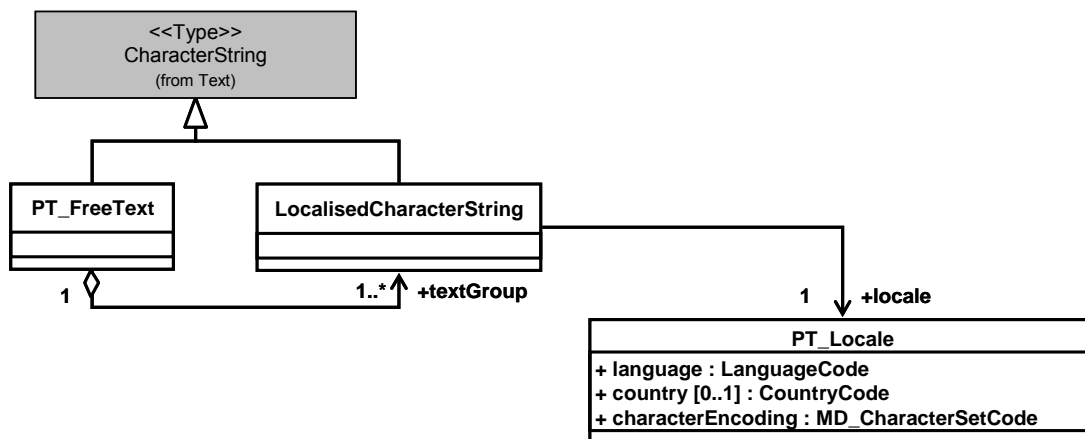 <<Type>>
CharacterString
(from Text)
PT_FreeText
LocalisedCharacterString
1
1..* +textGroup
1 +locale
PT_Locale
+ language : LanguageCode
+ country [0..1] : CountryCode
+ characterEncoding : MD_CharacterSetCode